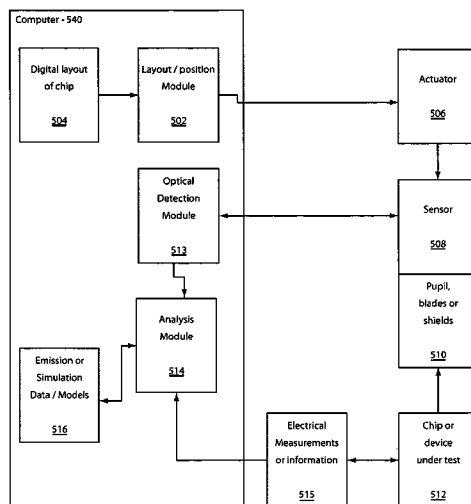 Computer - 540
Digital layout
of chip
504
Layout / position
Module
502
Actuator
506
Optical
Detection
Module
513
Sensor
508
Pupil,
blades or
shields
510
Analysis
Module
514
Emission or
Simulation
Data / Models
516
Electrical
Measurements
or information
515
Chip or
device
under test
512